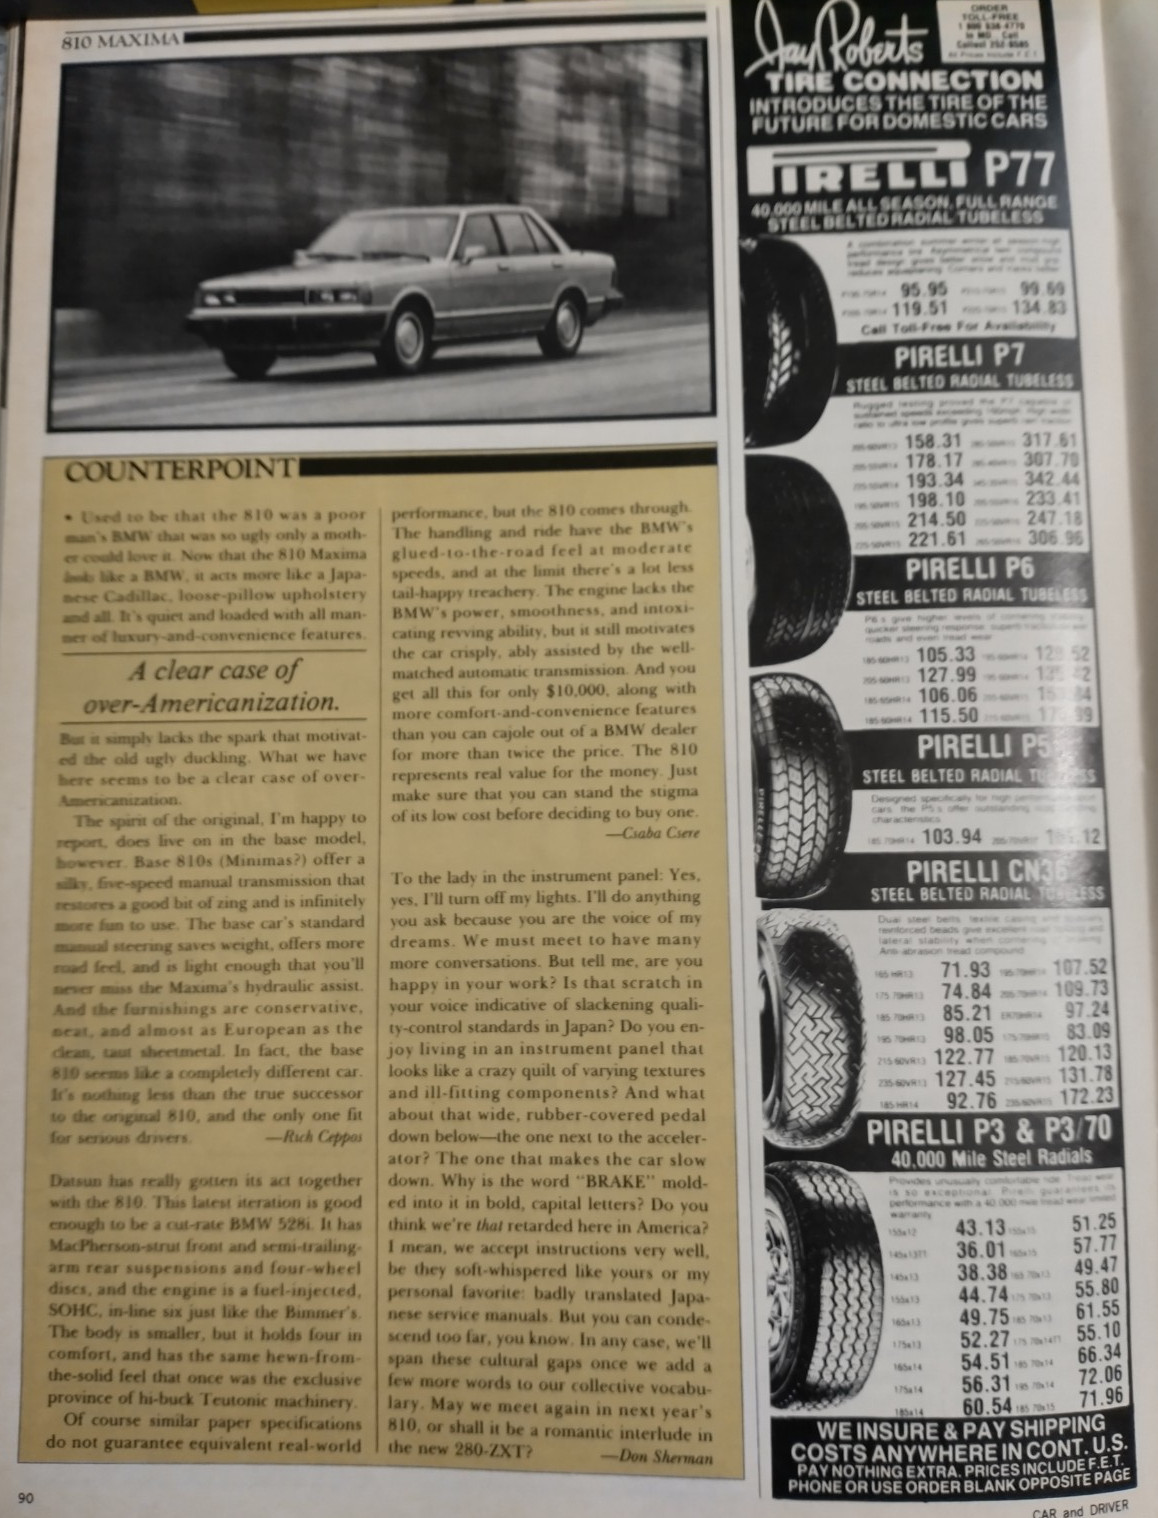 810 MAXIMA
COUNTERPOINT
• Used to be that the 810 was a poor
man's BMW that was so ugly only a moth-
er could love it. Now that the 810 Maxima
looks like a BMW, it acts more like a Japa-
nese Cadillac, loose-pillow upholstery
and all. It's quiet and loaded with all man-
ner of luxury-and-convenience features.
A clear case of
over-Americanization.
But it simply lacks the spark that motivat-
ed the old ugly duckling. What we have
here seems to be a clear case of over-
Americanization.
The spirit of the original, I'm happy to
report, does live on in the base model,
however. Base 810s (Minimas?) offer a
silky, five-speed manual transmission that
restores a good bit of zing and is infinitely
more fun to use. The base car's standard
manual steering saves weight, offers more
road feel, and is light enough that you'll
never miss the Maxima's hydraulic assist.
And the furnishings are conservative,
neat, and almost as European as the
clean, taut sheetmetal. In fact, the base
810 seems like a completely different car.
It's nothing less than the true successor
to the original 810, and the only one fit
for serious drivers. —Rich Ceppos
Datsun has really gotten its act together
with the 810. This latest iteration is good
enough to be a cut-rate BMW 528i. It has
MacPherson-strut front and semi-trailing-
arm rear suspensions and four-wheel
discs, and the engine is a fuel-injected,
SOHC, in-line six just like the Bimmer's.
The body is smaller, but it holds four in
comfort, and has the same hewn-from-
the-solid feel that once was the exclusive
province of hi-buck Teutonic machinery.
Of course similar paper specifications
do not guarantee equivalent real-world
performance, but the 810 comes through.
The handling and ride have the BMW's
glued-to-the-road feel at moderate
speeds, and at the limit there's a lot less
tail-happy treachery. The engine lacks the
BMW's power, smoothness, and intoxi-
cating revving ability, but it still motivates
the car crisply, ably assisted by the well-
matched automatic transmission. And you
get all this for only $10,000, along with
more comfort-and-convenience features
than you can cajole out of a BMW dealer
for more than twice the price. The 810
represents real value for the money. Just
make sure that you can stand the stigma
of its low cost before deciding to buy one.
—Csaba Csere
To the lady in the instrument panel: Yes,
yes, I'll turn off my lights. I'll do anything
you ask because you are the voice of my
dreams. We must meet to have many
more conversations. But tell me, are you
happy in your work? Is that scratch in
your voice indicative of slackening quali-
ty-control standards in Japan? Do you en-
joy living in an instrument panel that
looks like a crazy quilt of varying textures
and ill-fitting components? And what
about that wide, rubber-covered pedal
down below—the one next to the acceler-
ator? The one that makes the car slow
down. Why is the word "BRAKE" mold-
ed into it in bold, capital letters? Do you
think we're that retarded here in America?
I mean, we accept instructions very well,
be they soft-whispered like yours or my
personal favorite: badly translated Japa-
nese service manuals. But you can conde-
scend too far, you know. In any case, we'll
span these cultural gaps once we add a
few more words to our collective vocabu-
lary. May we meet again in next year's
810, or shall it be a romantic interlude in
the new 280-ZXT? —Don Sherman
90
Jay Roberts
ORDER
TOLL-FREE
TIRE CONNECTION
INTRODUCES THE TIRE OF THE
FUTURE FOR DOMESTIC CARS
PIRELLI P77
40,000 MILE ALL SEASON, FULL RANGE
STEEL BELTED RADIAL TUBELESS
95.95 99.69
119.51 134.83
Call Toll-Free For Availability
PIRELLI P7
STEEL BELTED RADIAL TUBELESS
158.31 317.61
178.17 307.70
193.34 342.44
198.10 233.41
214.50 247.18
221.61 306.96
PIRELLI P6
STEEL BELTED RADIAL TUBELESS
105.33
127.99
106.06
115.50
PIRELLI P5
STEEL BELTED RADIAL TUBELESS
103.94
PIRELLI CN36
STEEL BELTED RADIAL TUBELESS
71.93 107.52
74.84 109.73
85.21 97.24
98.05 83.09
122.77 120.13
127.45 131.78
92.76 172.23
PIRELLI P3 & P3/70
40,000 Mile Steel Radials
43.13 51.25
36.01 57.77
38.38 49.47
44.74 55.80
49.75 61.55
52.27 55.10
54.51 66.34
56.31 72.06
60.54 71.96
WE INSURE & PAY SHIPPING
COSTS ANYWHERE IN CONT. U.S.
PAY NOTHING EXTRA. PRICES INCLUDE F.E.T.
PHONE OR USE ORDER BLANK OPPOSITE PAGE
CAR and DRIVER